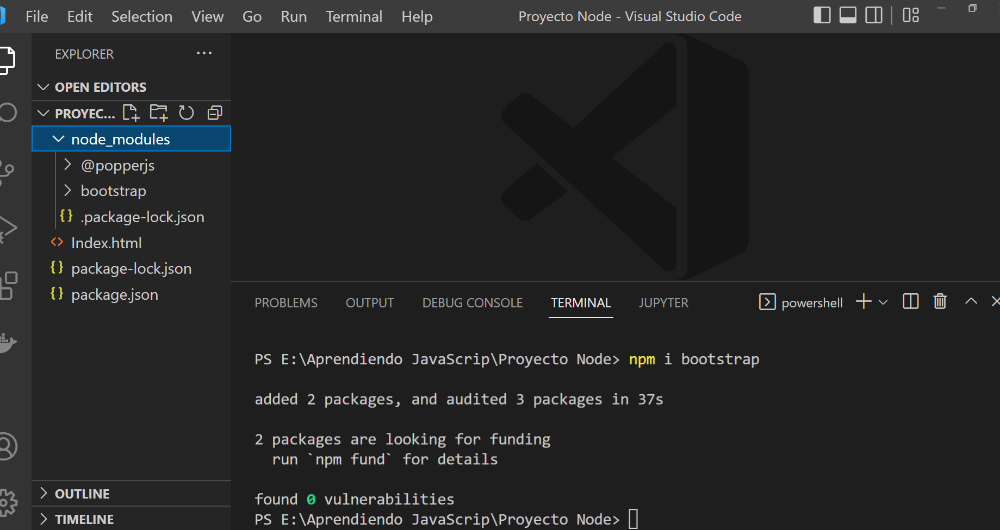 File Edit Selection View Go Run Terminal Help
Proyecto Node - Visual Studio Code
EXPLORER
OPEN EDITORS
PROYEC...
node_modules
@popperjs
bootstrap
{} .package-lock.json
<> Index.html
{} package-lock.json
{} package.json
OUTLINE
TIMELINE
PROBLEMS OUTPUT DEBUG CONSOLE TERMINAL JUPYTER
powershell
PS E:\Aprendiendo JavaScrip\Proyecto Node> npm i bootstrap
added 2 packages, and audited 3 packages in 37s
2 packages are looking for funding
run `npm fund` for details
found 0 vulnerabilities
PS E:\Aprendiendo JavaScrip\Proyecto Node>